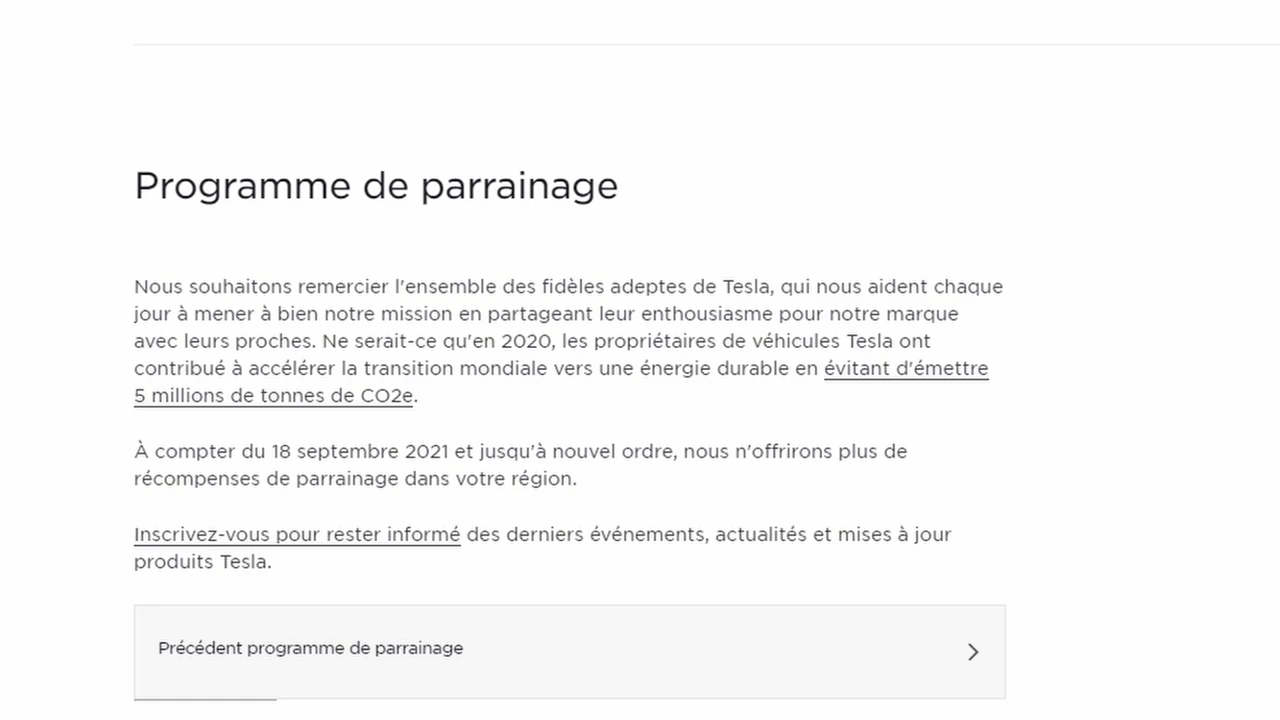 Programme de parrainage
Nous souhaitons remercier l'ensemble des fidèles adeptes de Tesla, qui nous aident chaque
jour à mener à bien notre mission en partageant leur enthousiasme pour notre marque
avec leurs proches. Ne serait-ce qu'en 2020, les propriétaires de véhicules Tesla ont
contribué à accélérer la transition mondiale vers une énergie durable en évitant d'émettre
5 millions de tonnes de CO2e.
À compter du 18 septembre 2021 et jusqu'à nouvel ordre, nous n'offrirons plus de
récompenses de parrainage dans votre région.
Inscrivez-vous pour rester informé des derniers événements, actualités et mises à jour
produits Tesla.
Précédent programme de parrainage